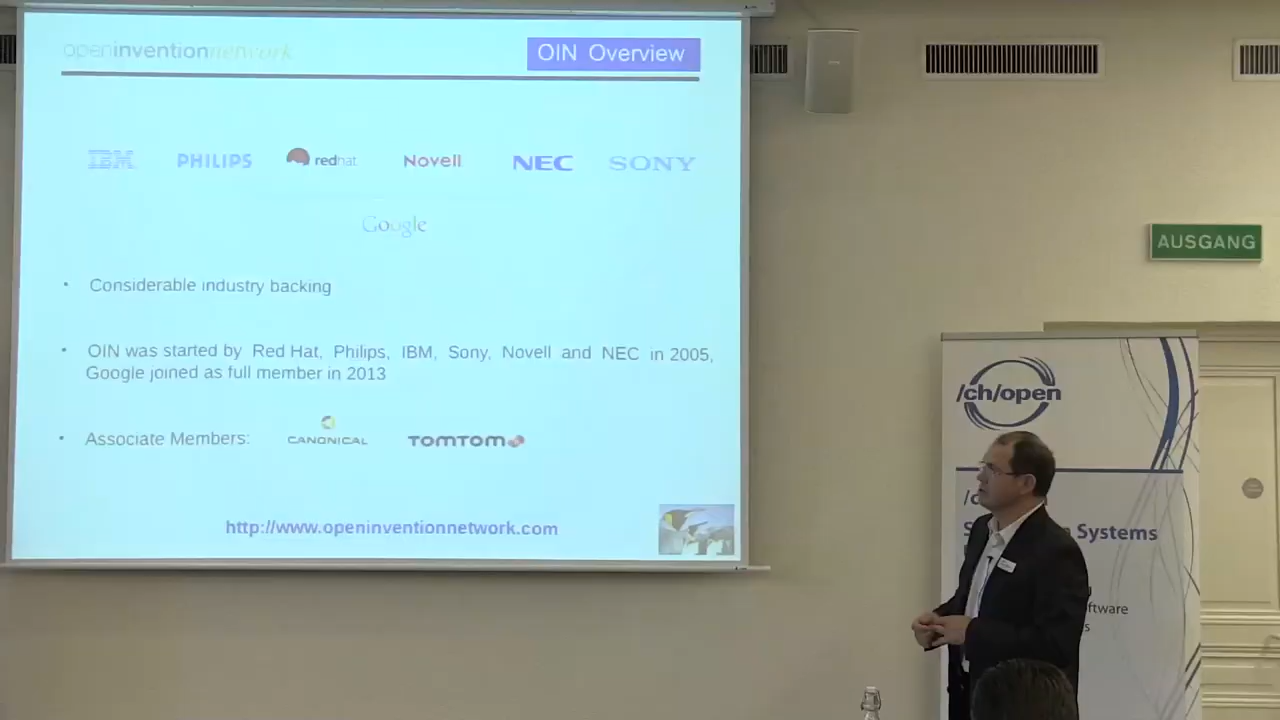 openinventionnetwork
OIN Overview
IBM PHILIPS redhat Novell NEC SONY
Google
• Considerable industry backing
• OIN was started by Red Hat, Philips, IBM, Sony, Novell and NEC in 2005,
Google joined as full member in 2013
• Associate Members: CANONICAL TOMTOM
http://www.openinventionnetwork.com
AUSGANG
/ch/open
Systems